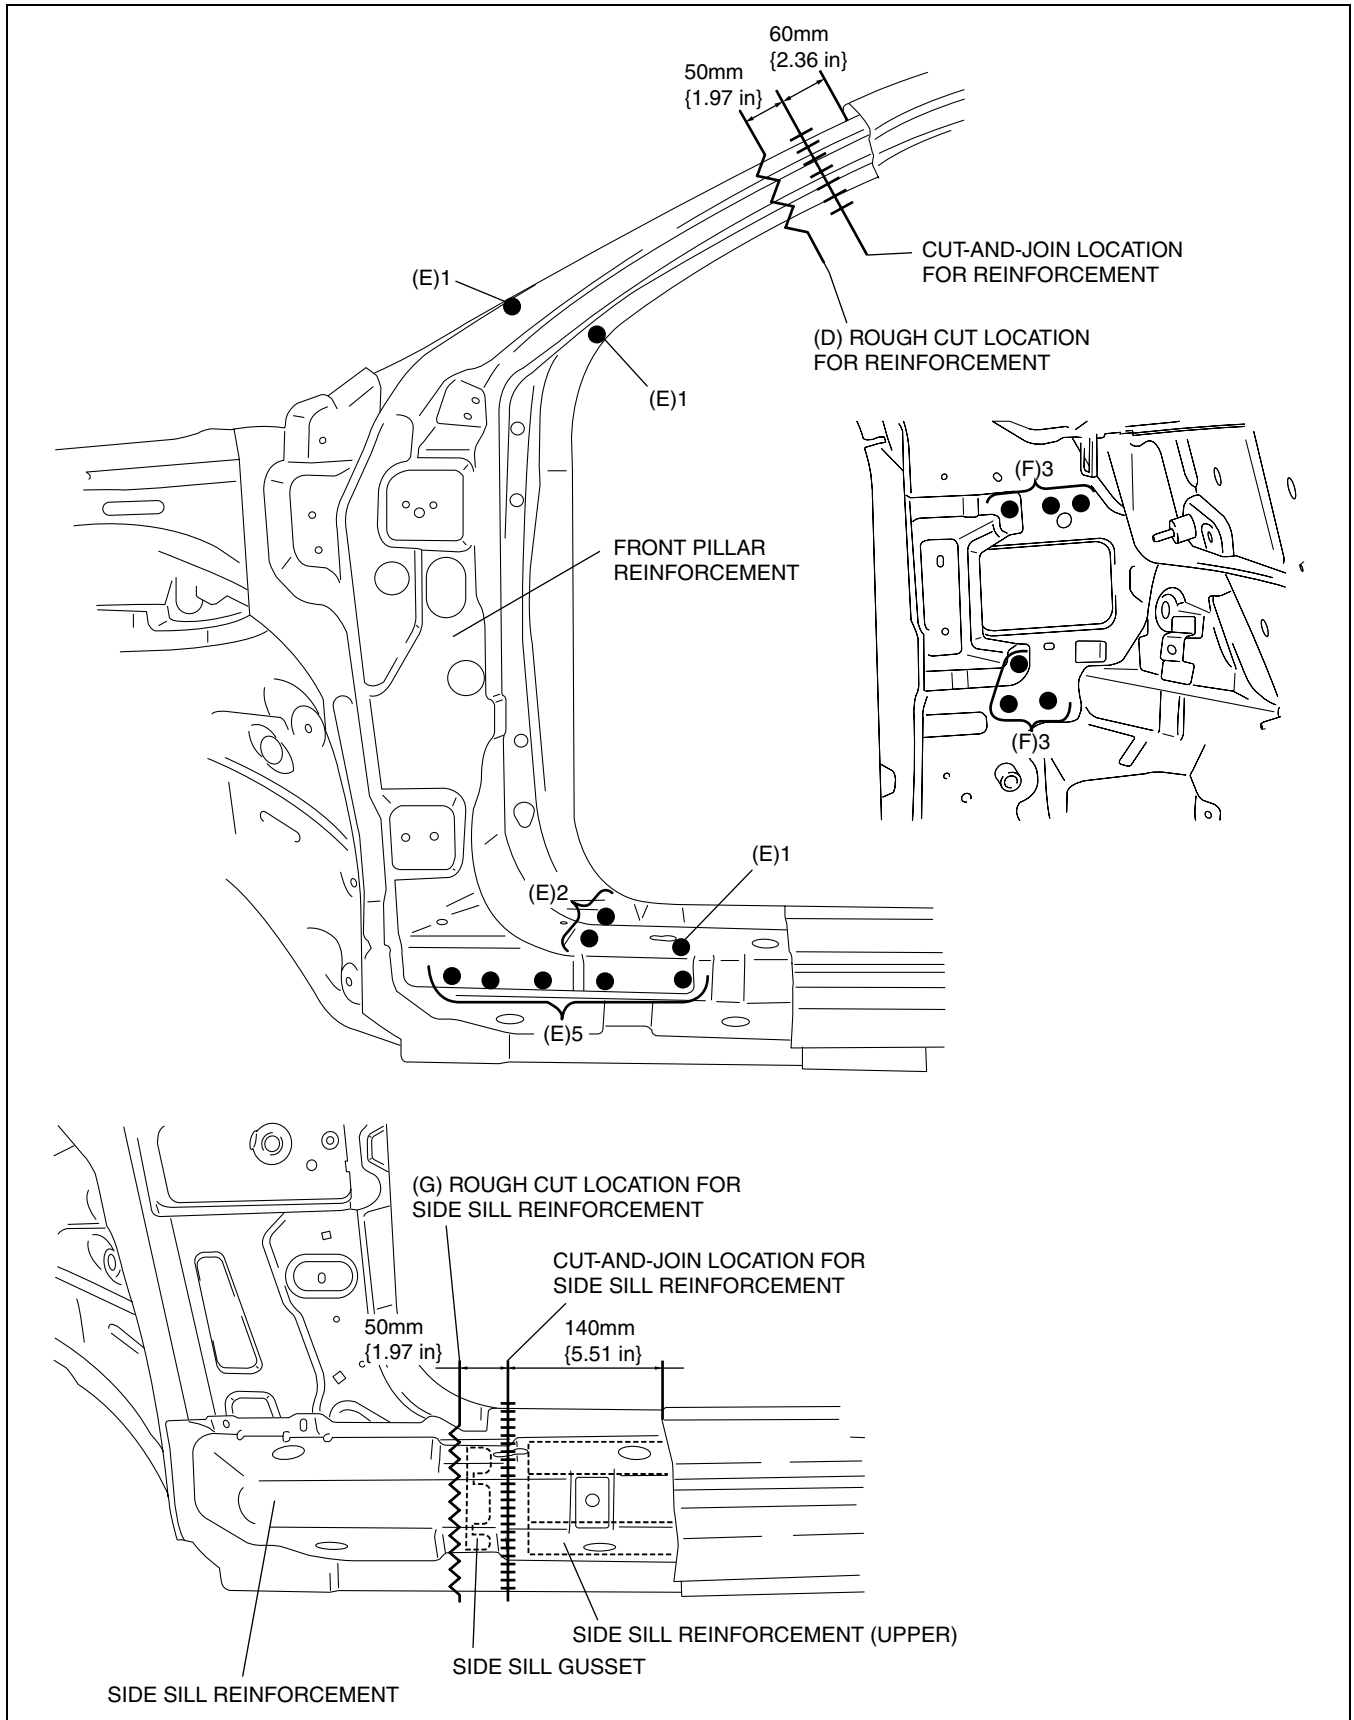 60mm
{2.36 in}
50mm
{1.97 in}
CUT-AND-JOIN LOCATION
FOR REINFORCEMENT
(E)1
(D) ROUGH CUT LOCATION
FOR REINFORCEMENT
(E)1
(F)3
FRONT PILLAR
REINFORCEMENT
(F)3
(E)1
(E)2
(E)5
(G) ROUGH CUT LOCATION FOR
SIDE SILL REINFORCEMENT
CUT-AND-JOIN LOCATION FOR
SIDE SILL REINFORCEMENT
50mm
{1.97 in}
140mm
{5.51 in}
SIDE SILL REINFORCEMENT (UPPER)
SIDE SILL GUSSET
SIDE SILL REINFORCEMENT